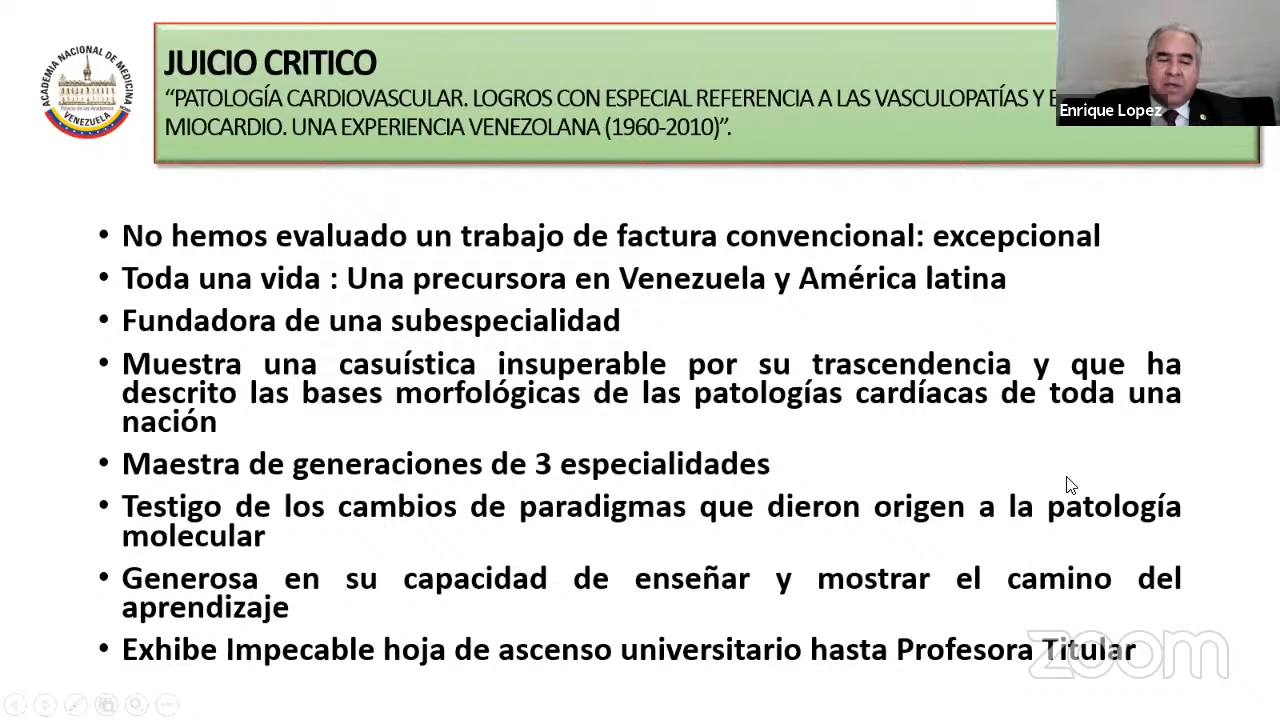 ACADEMIA NACIONAL DE MEDICINA
Palacio de las Academias
VENEZUELA
JUICIO CRITICO
“PATOLOGÍA CARDIOVASCULAR. LOGROS CON ESPECIAL REFERENCIA A LAS VASCULOPATÍAS Y
MIOCARDIO. UNA EXPERIENCIA VENEZOLANA (1960-2010)”.
Enrique Lopez
• No hemos evaluado un trabajo de factura convencional: excepcional
• Toda una vida : Una precursora en Venezuela y América latina
• Fundadora de una subespecialidad
• Muestra una casuística insuperable por su trascendencia y que ha
descrito las bases morfológicas de las patologías cardíacas de toda una
nación
• Maestra de generaciones de 3 especialidades
• Testigo de los cambios de paradigmas que dieron origen a la patología
molecular
• Generosa en su capacidad de enseñar y mostrar el camino del
aprendizaje
• Exhibe Impecable hoja de ascenso universitario hasta Profesora Titular
zoom